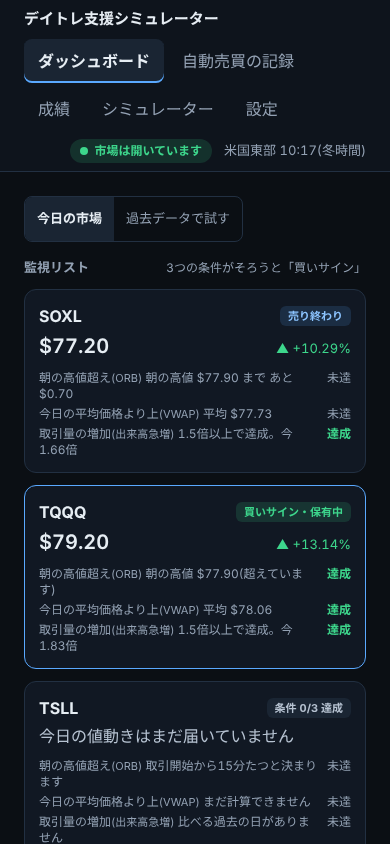 デイトレ支援シミュレーター
ダッシュボード 自動売買の記録
成績 シミュレーター 設定
市場は開いています 米国東部 10:17(冬時間)
今日の市場 過去データで試す
監視リスト 3つの条件がそろうと「買いサイン」
SOXL 売り終わり
$77.20 ▲ +10.29%
朝の高値超え(ORB) 朝の高値 $77.90 まで あと 未達
$0.70
今日の平均価格より上(VWAP) 平均 $77.73 未達
取引量の増加(出来高急増) 1.5倍以上で達成。今 達成
1.66倍
TQQQ 買いサイン・保有中
$79.20 ▲ +13.14%
朝の高値超え(ORB) 朝の高値 $77.90(超えていま 達成
す)
今日の平均価格より上(VWAP) 平均 $78.06 達成
取引量の増加(出来高急増) 1.5倍以上で達成。今 達成
1.83倍
TSLL 条件 0/3 達成
今日の値動きはまだ届いていません
朝の高値超え(ORB) 取引開始から15分たつと決まり 未達
ます
今日の平均価格より上(VWAP) まだ計算できません 未達
取引量の増加(出来高急増) 比べる過去の日がありま 未達
せん